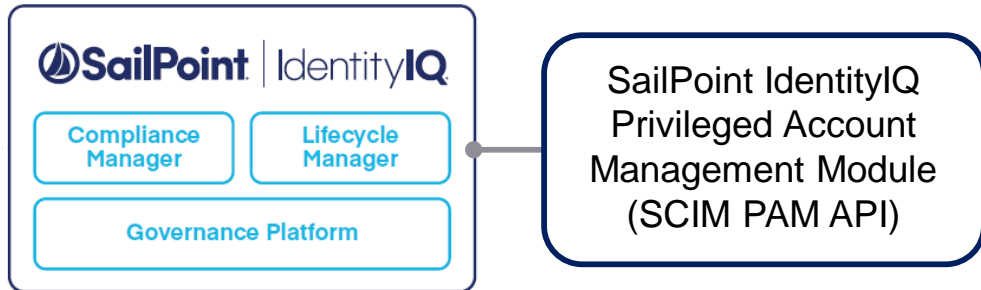 SailPoint IdentityIQ
Compliance
Manager
Lifecycle
Manager
Governance Platform
SailPoint IdentityIQ
Privileged Account
Management Module
(SCIM PAM API)